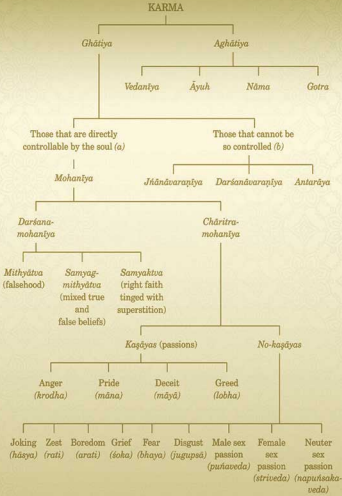 KARMA
Ghātiya Aghātiya
Vedanīya Āyuh Nāma Gotra
Those that are directly
controllable by the soul (a)
Those that cannot be
so controlled (b)
Mohanīya
Jñānāvaraṇīya Darśanāvaraṇīya Antarāya
Darśana-
mohanīya
Chāritra-
mohanīya
Mithyātva
(falsehood)
Samyag-
mithyātva
(mixed true
and
false beliefs)
Samyaktva
(right faith
tinged with
superstition)
Kaṣāyas (passions) No-kaṣāyas
Anger
(krodha)
Pride
(māna)
Deceit
(māyā)
Greed
(lobha)
Joking
(hāsya)
Zest
(rati)
Boredom
(arati)
Grief
(śoka)
Fear
(bhaya)
Disgust
(jugupsā)
Male sex
passion
(puṅaveda)
Female
sex
passion
(striveda)
Neuter
sex
passion
(napuṅsaka-
veda)